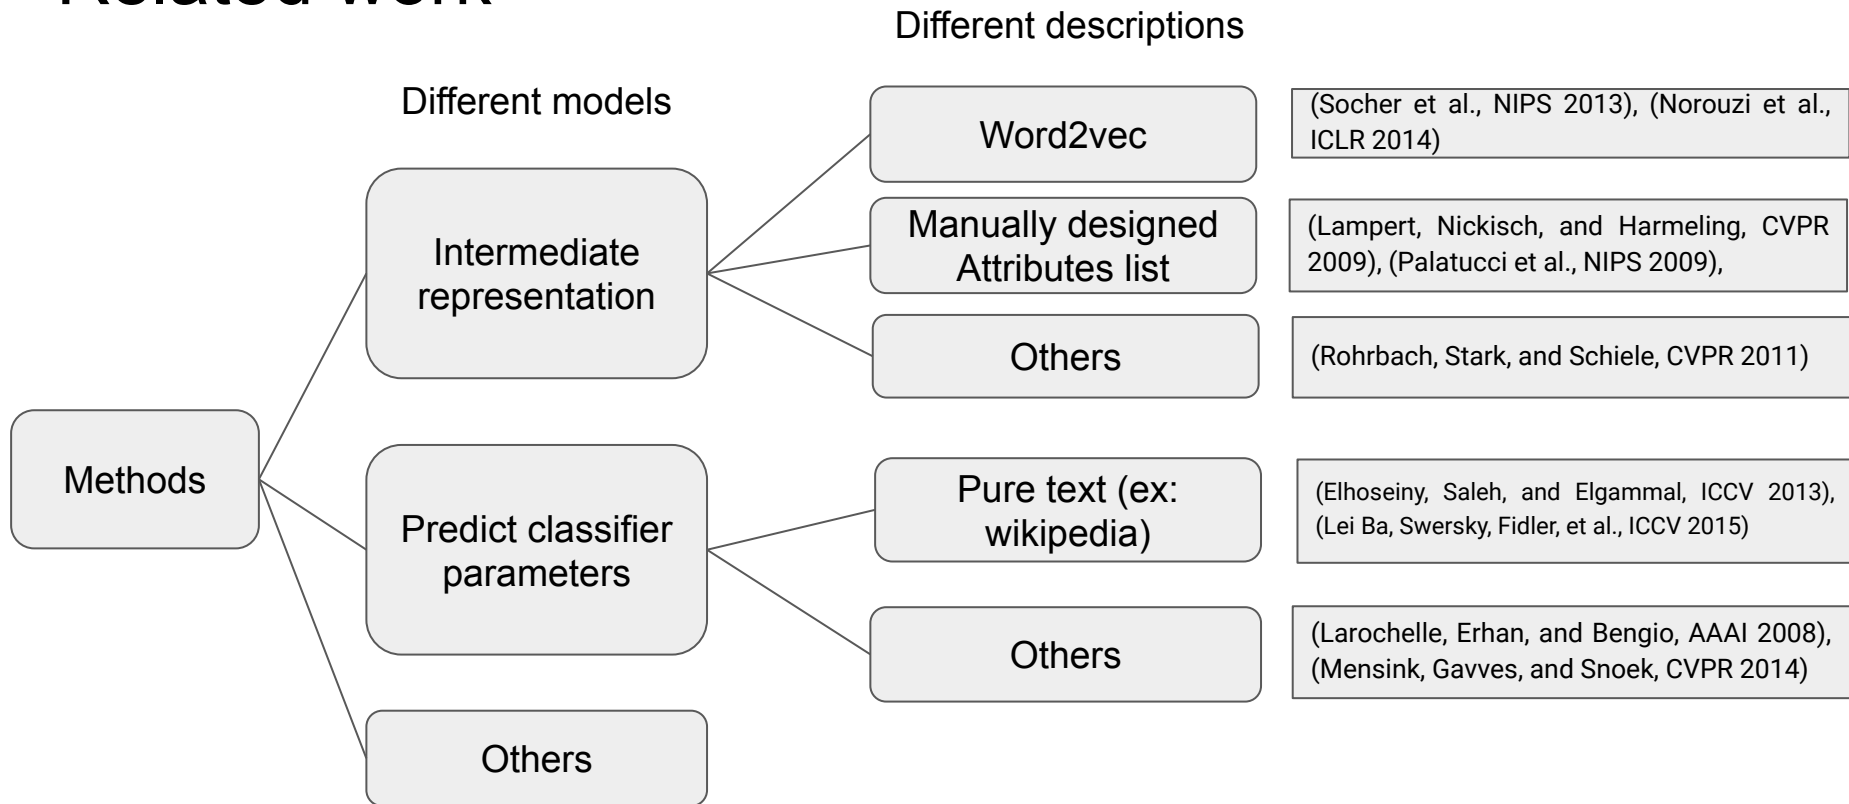 Related work
Different descriptions
Different models
Word2vec
(Socher et al., NIPS 2013), (Norouzi et al.,
ICLR 2014)
Intermediate
representation
Manually designed
Attributes list
(Lampert, Nickisch, and Harmeling, CVPR
2009), (Palatucci et al., NIPS 2009),
Others
(Rohrbach, Stark, and Schiele, CVPR 2011)
Methods
Predict classifier
parameters
Pure text (ex:
wikipedia)
(Elhoseiny, Saleh, and Elgammal, ICCV 2013),
(Lei Ba, Swersky, Fidler, et al., ICCV 2015)
Others
(Larochelle, Erhan, and Bengio, AAAI 2008),
(Mensink, Gavves, and Snoek, CVPR 2014)
Others